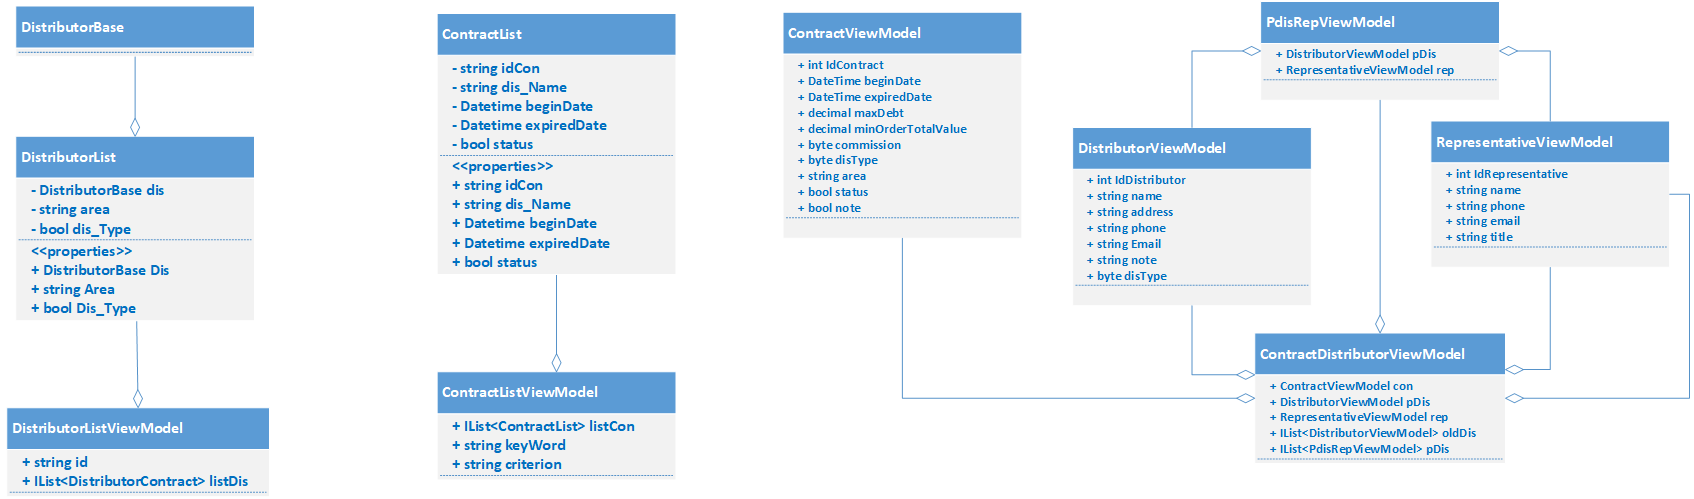 DistributorBase
DistributorList
- DistributorBase dis
- string area
- bool dis_Type
<<properties>>
+ DistributorBase Dis
+ string Area
+ bool Dis_Type
DistributorListViewModel
+ string id
+ IList<DistributorContract> listDis
ContractList
- string idCon
- string dis_Name
- Datetime beginDate
- Datetime expiredDate
- bool status
<<properties>>
+ string idCon
+ string dis_Name
+ Datetime beginDate
+ Datetime expiredDate
+ bool status
ContractListViewModel
+ IList<ContractList> listCon
+ string keyWord
+ string criterion
ContractViewModel
+ int IdContract
+ DateTime beginDate
+ DateTime expiredDate
+ decimal maxDebt
+ decimal minOrderTotalValue
+ byte commission
+ byte disType
+ string area
+ bool status
+ bool note
PdisRepViewModel
+ DistributorViewModel pDis
+ RepresentativeViewModel rep
DistributorViewModel
+ int IdDistributor
+ string name
+ string address
+ string phone
+ string Email
+ string note
+ byte disType
RepresentativeViewModel
+ int IdRepresentative
+ string name
+ string phone
+ string email
+ string title
ContractDistributorViewModel
+ ContractViewModel con
+ DistributorViewModel pDis
+ RepresentativeViewModel rep
+ IList<DistributorViewModel> oldDis
+ IList<PdisRepViewModel> pDis